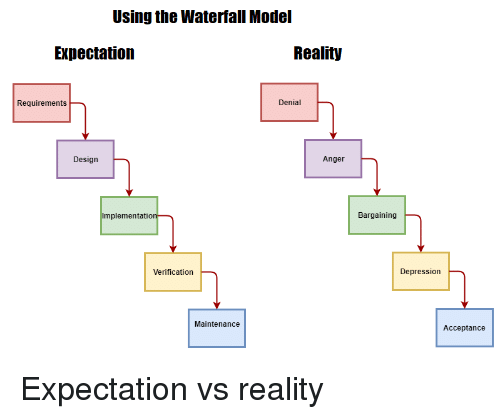 Using the Waterfall Model
Expectation
Reality
Requirements
Design
Implementation
Verification
Maintenance
Denial
Anger
Bargaining
Depression
Acceptance
Expectation vs reality